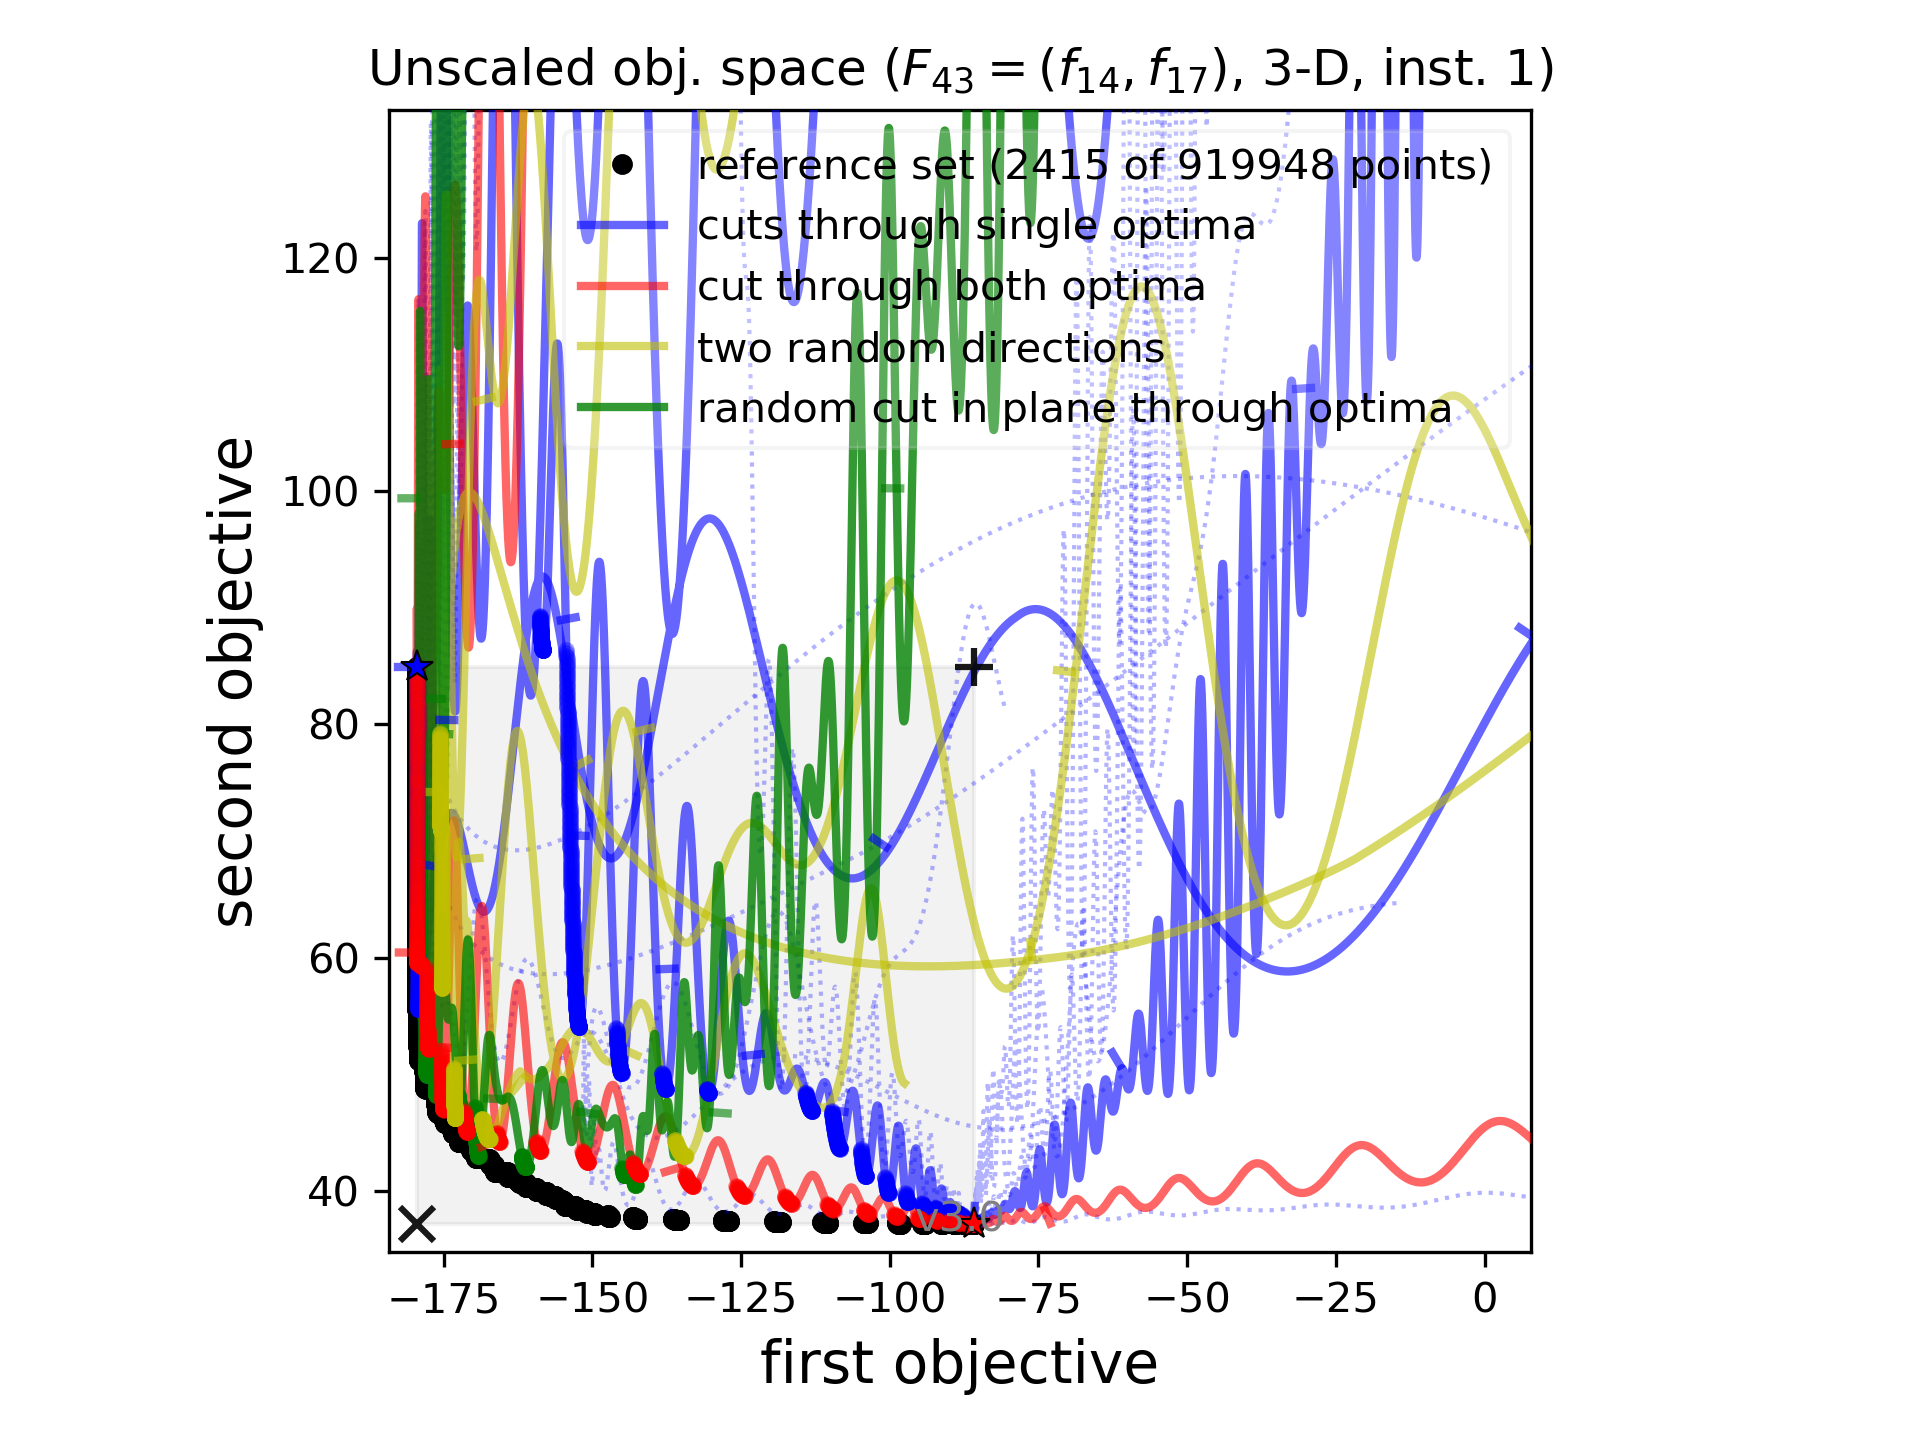 Unscaled obj. space (F43 = (f14, f17), 3-D, inst. 1)
reference set (2415 of 919948 points)
cuts through single optima
cut through both optima
two random directions
random cut in plane through optima
120
100
80
60
40
second objective
v3.0
−175
−150
−125
−100
−75
−50
−25
0
first objective